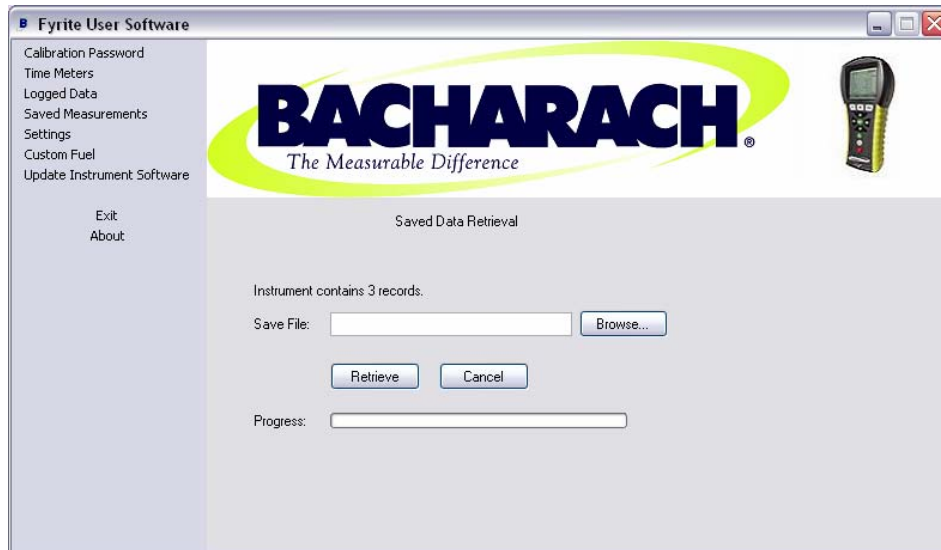 B Fyrite User Software
Calibration Password
Time Meters
Logged Data
Saved Measurements
Settings
Custom Fuel
Update Instrument Software
Exit
About
BACHARACH®
The Measurable Difference
Saved Data Retrieval
Instrument contains 3 records.
Save File:
Browse...
Retrieve
Cancel
Progress: